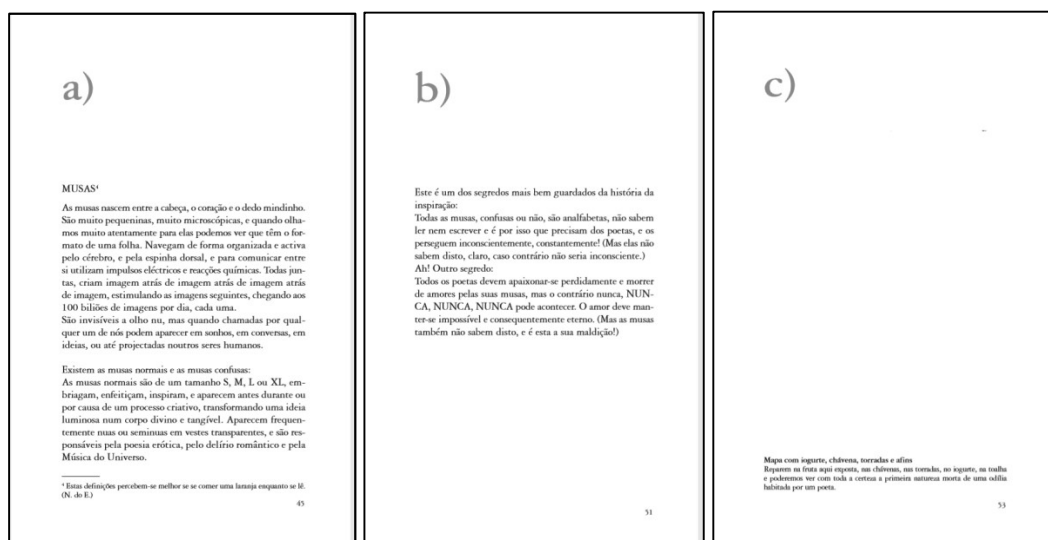 a)
MUSAS⁴
As musas nascem entre a cabeça, o coração e o dedo mindinho.
São muito pequeninas, muito microscópicas, e quando olha-
mos muito atentamente para elas podemos ver que têm o for-
mato de uma folha. Navegam de forma organizada e activa
pelo cérebro, e pela espinha dorsal, e para comunicar entre
si utilizam impulsos eléctricos e reacções químicas. Todas jun-
tas, criam imagem atrás de imagem atrás de imagem atrás
de imagem, estimulando as imagens seguintes, chegando aos
100 biliões de imagens por dia, cada uma.
São invisíveis a olho nu, mas quando chamadas por qual-
quer um de nós podem aparecer em sonhos, em conversas, em
ideias, ou até projectadas noutros seres humanos.
Existem as musas normais e as musas confusas:
As musas normais são de um tamanho S, M, L ou XL, em-
briagam, enfeitiçam, inspiram, e aparecem antes durante ou
por causa de um processo criativo, transformando uma ideia
luminosa num corpo divino e tangível. Aparecem frequen-
temente nuas ou seminuas em vestes transparentes, e são res-
ponsáveis pela poesia erótica, pelo delírio romântico e pela
Música do Universo.
⁴ Estas definições percebem-se melhor se se comer uma laranja enquanto se lê.
(N. do E.)
45
b)
Este é um dos segredos mais bem guardados da história da
inspiração:
Todas as musas, confusas ou não, são analfabetas, não sabem
ler nem escrever e é por isso que precisam dos poetas, e os
perseguem inconscientemente, constantemente! (Mas elas não
sabem disto, claro, caso contrário não seria inconsciente.)
Ah! Outro segredo:
Todos os poetas devem apaixonar-se perdidamente e morrer
de amores pelas suas musas, mas o contrário nunca, NUN-
CA, NUNCA, NUNCA pode acontecer. O amor deve man-
ter-se impossível e consequentemente eterno. (Mas as musas
também não sabem disto, e é esta a sua maldição!)
51
c)
Mapa com iogurte, chávena, torradas e afins
Reparem na fruta aqui exposta, nas chávenas, nas torradas, no iogurte, na toalha
e poderemos ver com toda a certeza a primeira natureza morta de uma odília
habitada por um poeta.
53